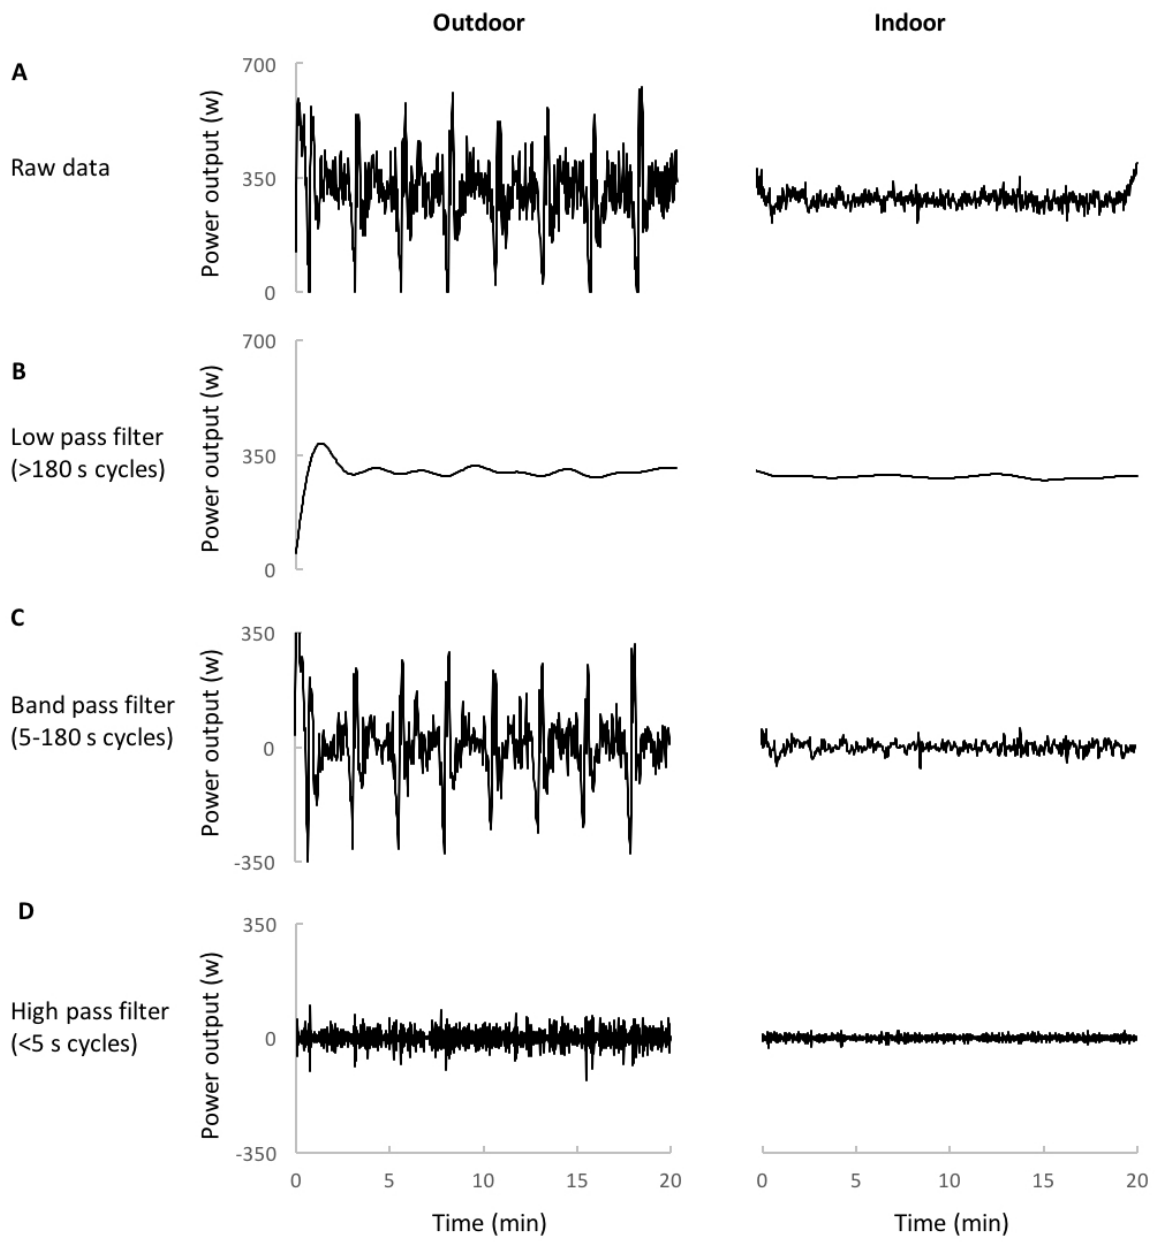 Outdoor
Indoor
A
Raw data
Power output (w)
700
350
0
B
Low pass filter
(>180 s cycles)
Power output (w)
700
350
0
C
Band pass filter
(5-180 s cycles)
Power output (w)
350
0
-350
D
High pass filter
(<5 s cycles)
Power output (w)
350
0
-350
0 5 10 15 20
0 5 10 15 20
Time (min)
Time (min)